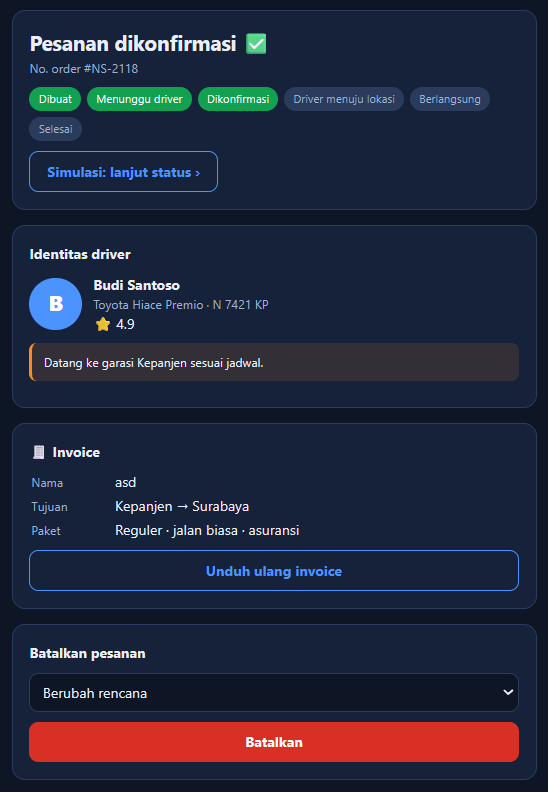 Pesanan dikonfirmasi ✅
No. order #NS-2118
Dibuat Menunggu driver Dikonfirmasi Driver menuju lokasi Berlangsung
Selesai
Simulasi: lanjut status ›
Identitas driver
B
Budi Santoso
Toyota Hiace Premio · N 7421 KP
⭐ 4.9
Datang ke garasi Kepanjen sesuai jadwal.
🧾 Invoice
Nama asd
Tujuan Kepanjen → Surabaya
Paket Reguler · jalan biasa · asuransi
Unduh ulang invoice
Batalkan pesanan
Berubah rencana
Batalkan